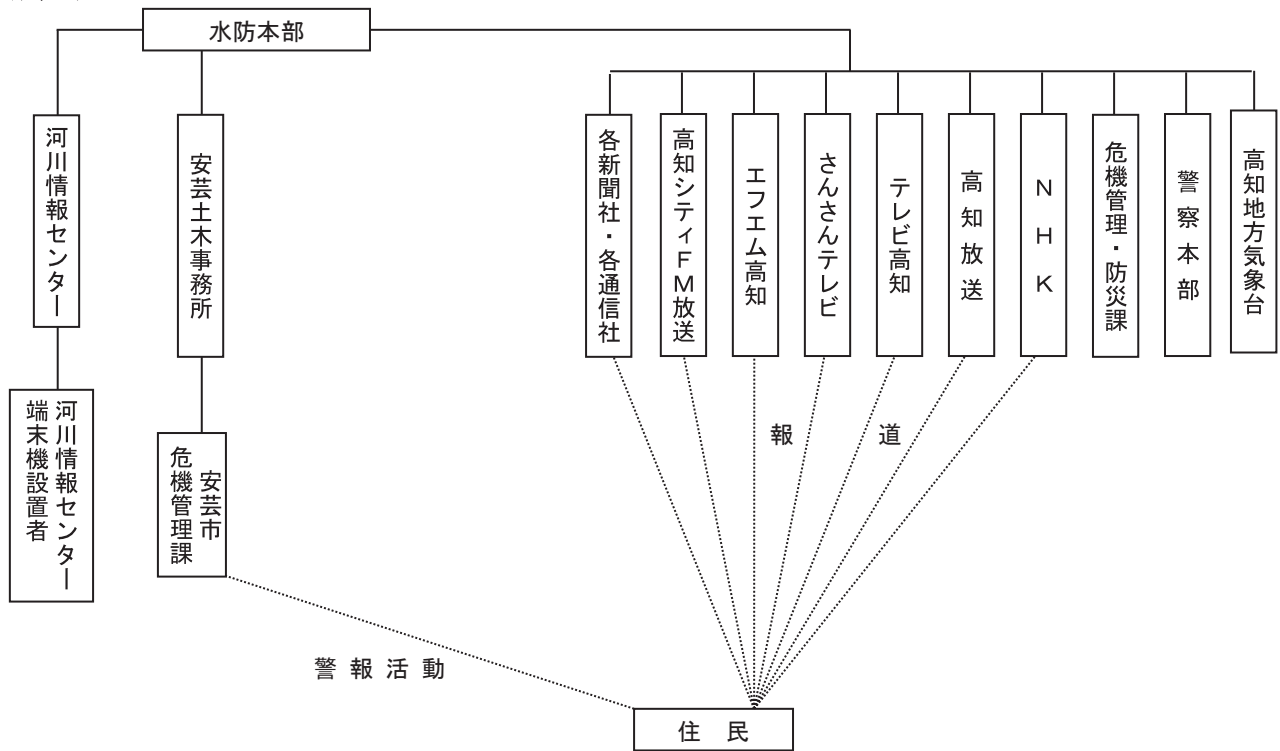 水防本部
河川情報センター
安芸土木事務所
各新聞社・各通信社
高知シティFM放送
エフエム高知
さんさんテレビ
テレビ高知
高知放送
NHK
危機管理・防災課
警察本部
高知地方気象台
河川情報センター
端末機設置者
安芸市
危機管理課
報道
警報活動
住民